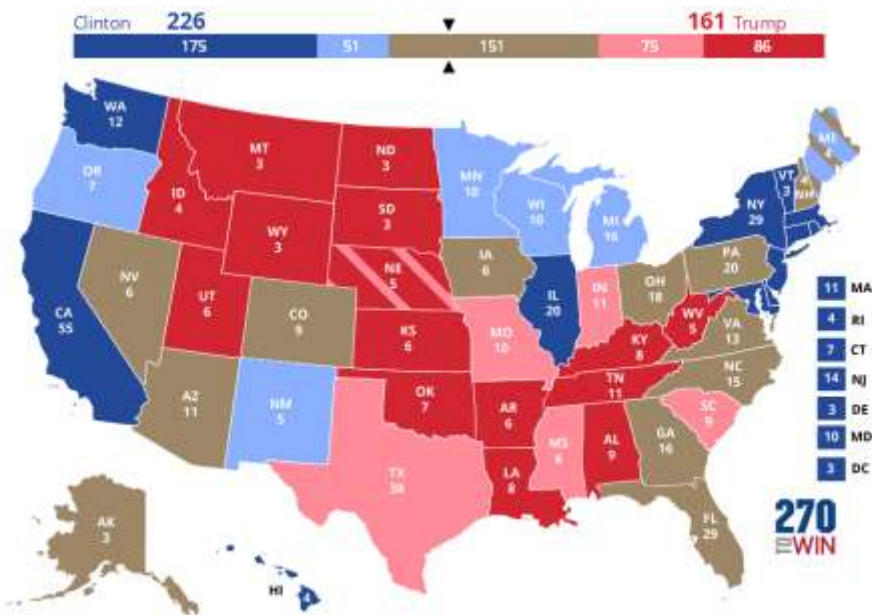 Clinton 226 161 Trump
175 51 151 75 86
WA
12
MT
3
ND
3
MN
10
ME
OR
7
ID
4
WI
10
MI
16
VT
3
4
NH
NY
29
SD
3
WY
3
IA
6
PA
20
NE
5
NV
6
UT
6
CO
9
IL
20
IN
11
OH
18
11 MA
CA
55
WV
5
VA
13
4 RI
KS
6
MO
10
KY
8
7 CT
NC
15
14 NJ
AZ
11
NM
5
OK
7
TN
11
3 DE
AR
6
SC
9
10 MD
MS
6
AL
9
GA
16
3 DC
TX
38
LA
8
270
TO
WIN
FL
29
AK
3
HI
4